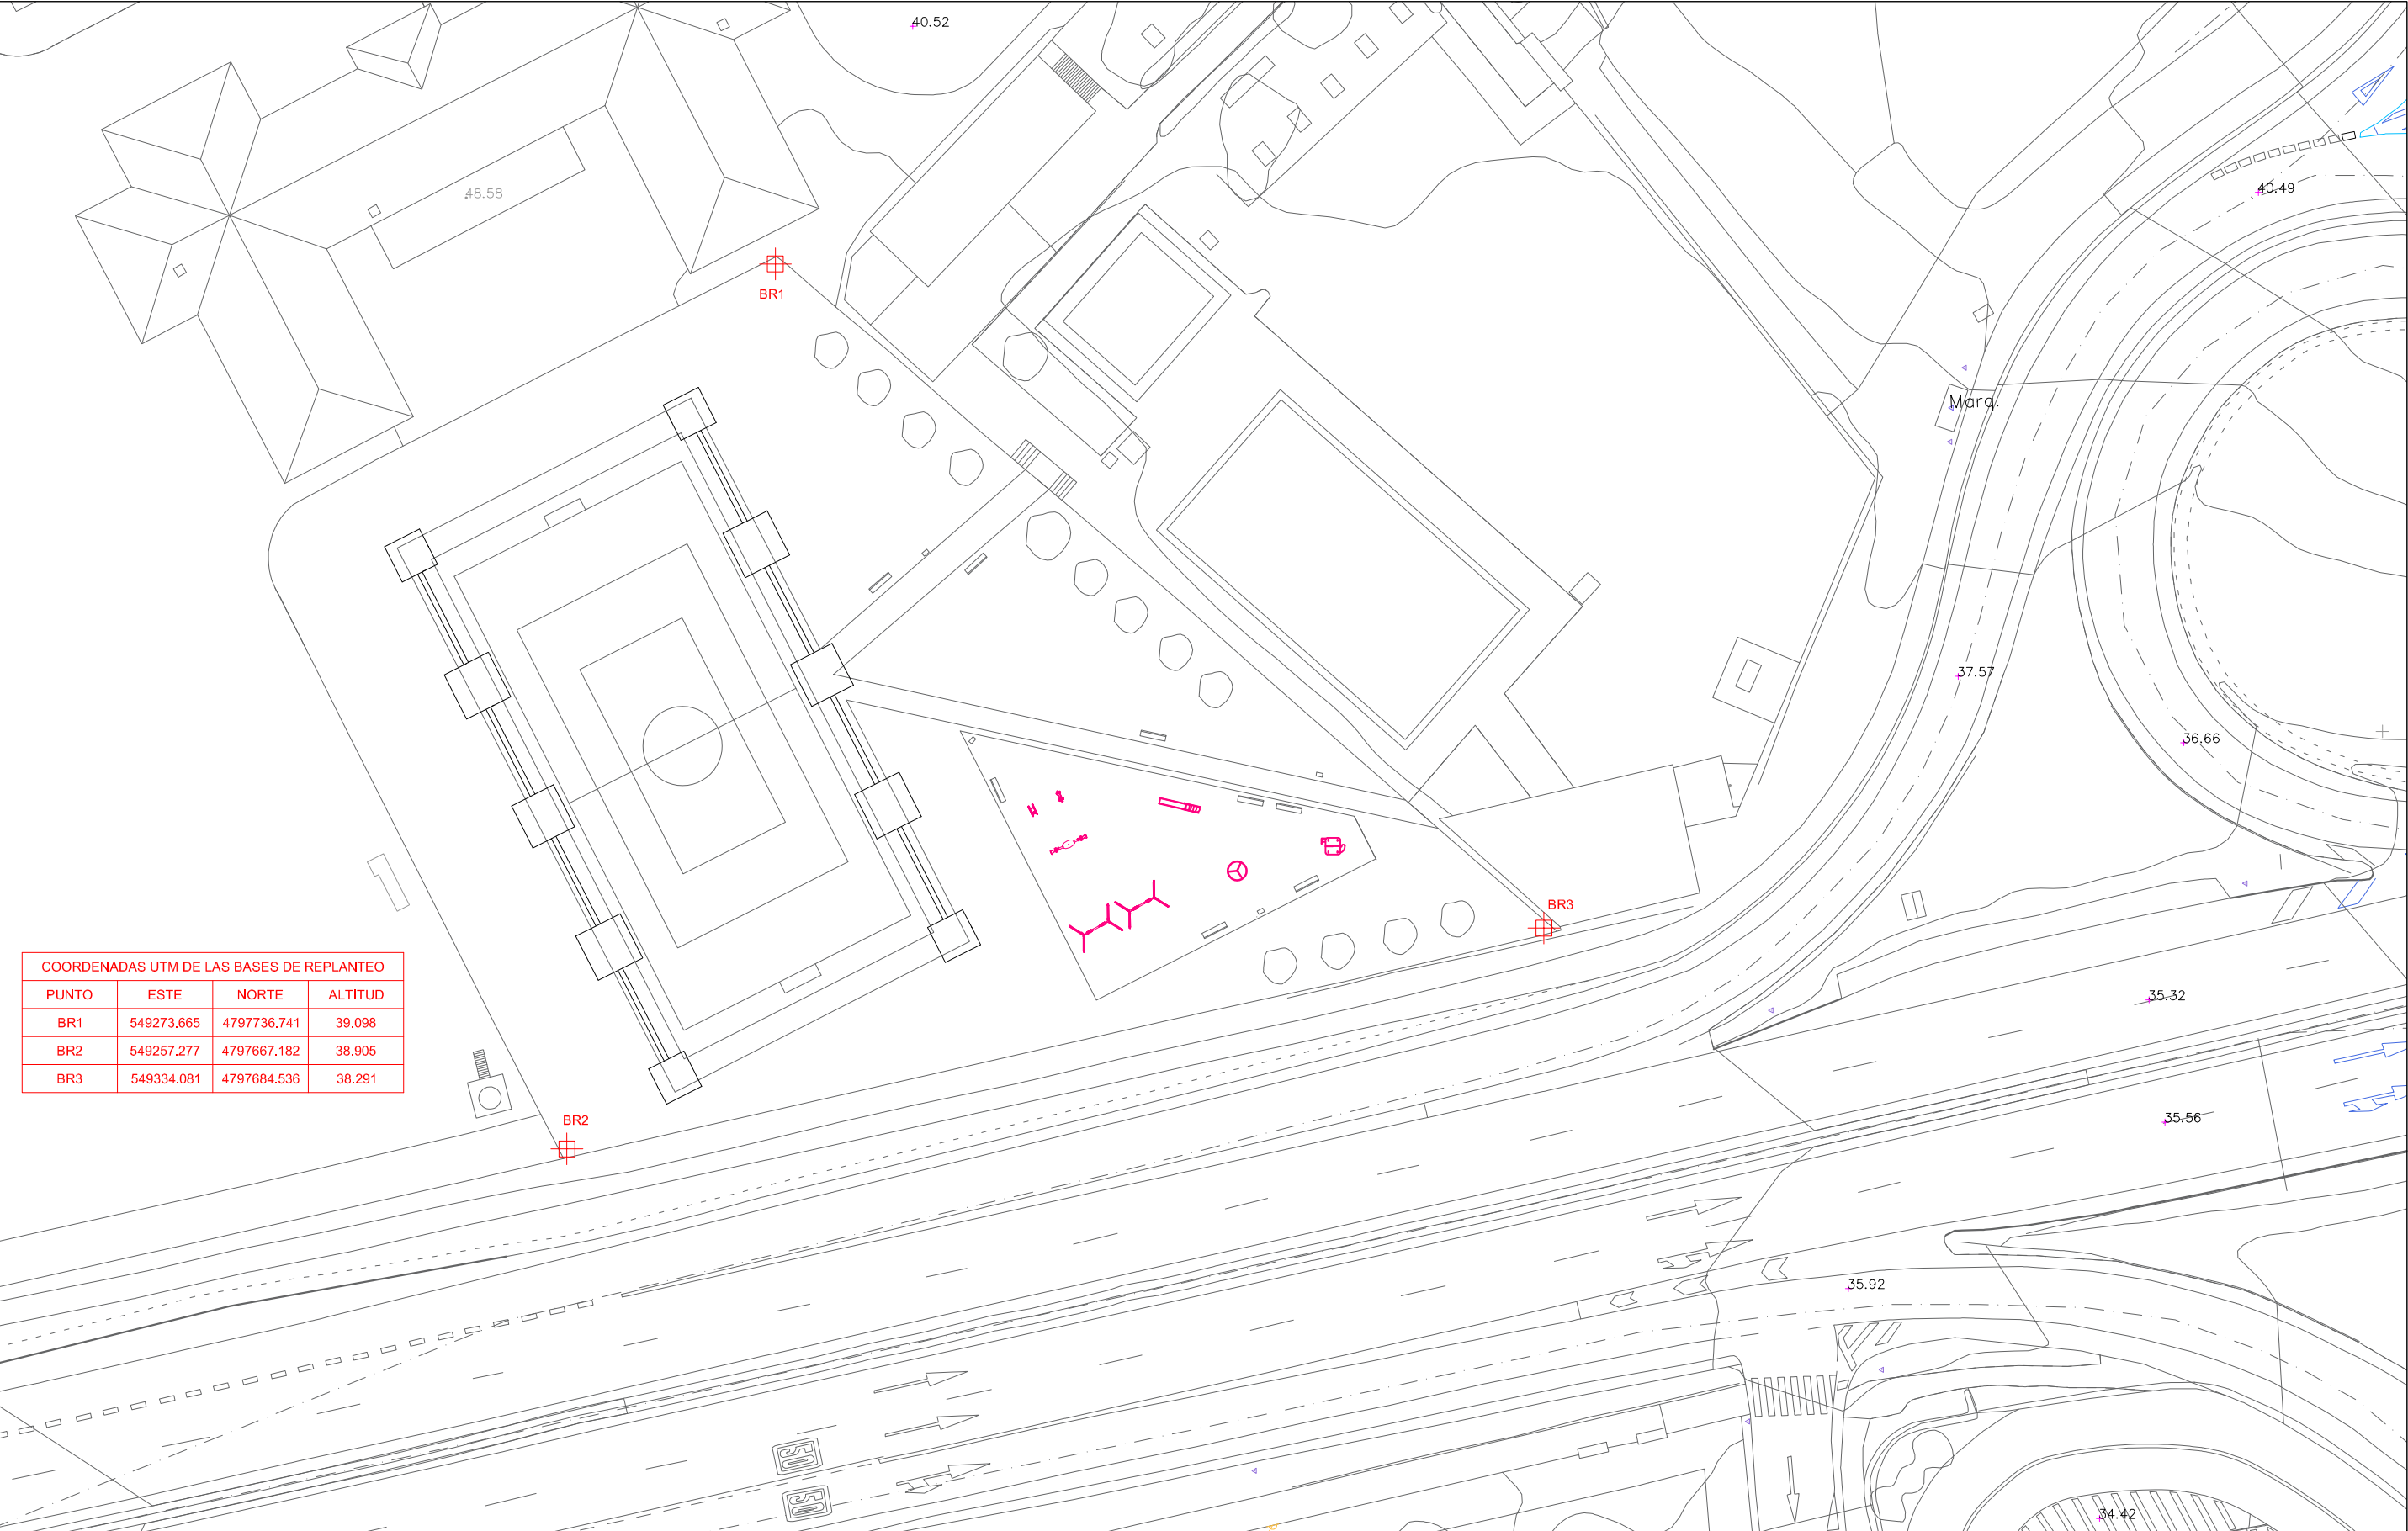 40.52
48.58
40.49
BR1
Marq.
37.57
36.66
BR3
COORDENADAS UTM DE LAS BASES DE REPLANTEO
PUNTO ESTE NORTE ALTITUD
BR1 549273.665 4797736.741 39.098
BR2 549257.277 4797667.182 38.905
BR3 549334.081 4797684.536 38.291
35.32
BR2
35.56
35.92
BUS
BUS
34.42